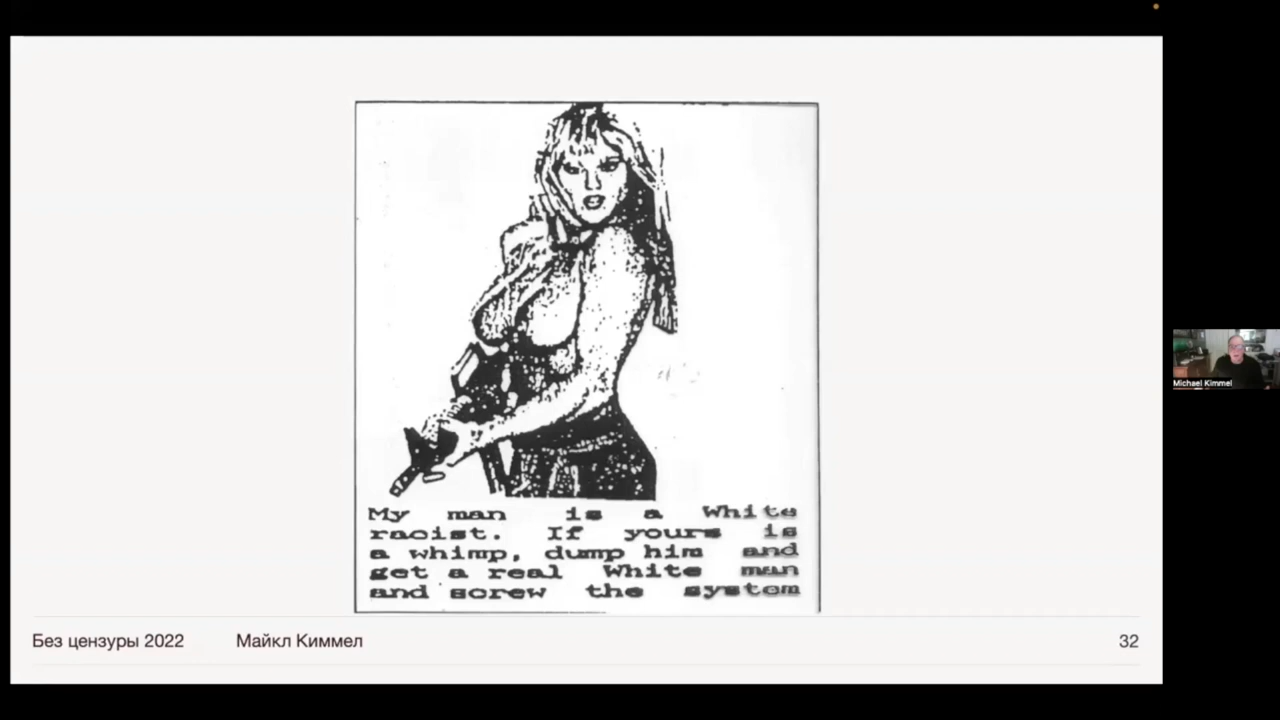 My man is a White
racist. If yours is
a whimp, dump him and
get a real White man
and screw the system
Без цензуры 2022 Майкл Киммел 32
Michael Kimmel